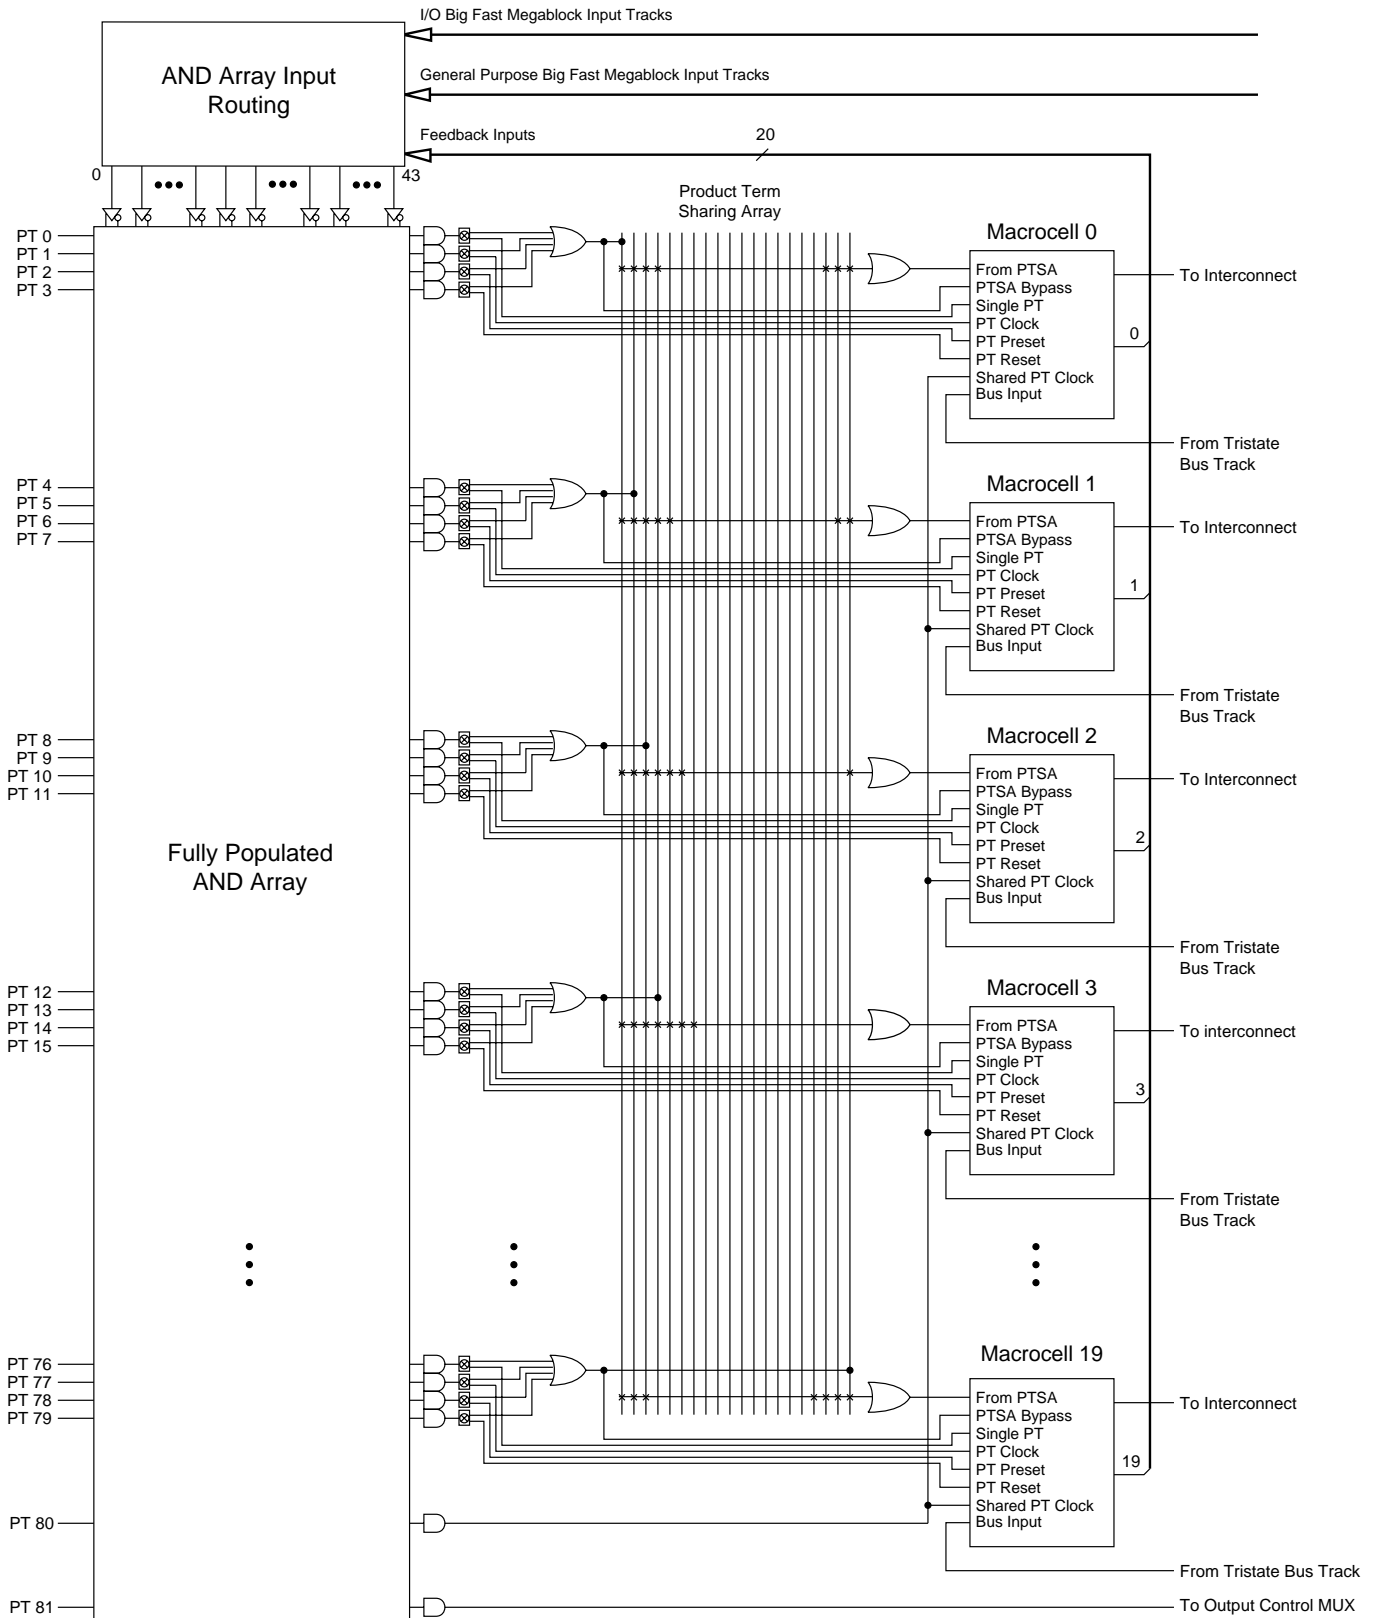 I/O Big Fast Megablock Input Tracks
AND Array Input
Routing
General Purpose Big Fast Megablock Input Tracks
Feedback Inputs
20
0
43
Product Term
Sharing Array
PT 0
PT 1
PT 2
PT 3
Macrocell 0
From PTSA
PTSA Bypass
Single PT
PT Clock
PT Preset
PT Reset
Shared PT Clock
Bus Input
To Interconnect
0
From Tristate
Bus Track
PT 4
PT 5
PT 6
PT 7
Macrocell 1
From PTSA
PTSA Bypass
Single PT
PT Clock
PT Preset
PT Reset
Shared PT Clock
Bus Input
To Interconnect
1
From Tristate
Bus Track
PT 8
PT 9
PT 10
PT 11
Macrocell 2
From PTSA
PTSA Bypass
Single PT
PT Clock
PT Preset
PT Reset
Shared PT Clock
Bus Input
To Interconnect
2
From Tristate
Bus Track
Fully Populated
AND Array
PT 12
PT 13
PT 14
PT 15
Macrocell 3
From PTSA
PTSA Bypass
Single PT
PT Clock
PT Preset
PT Reset
Shared PT Clock
Bus Input
To interconnect
3
From Tristate
Bus Track
PT 76
PT 77
PT 78
PT 79
Macrocell 19
From PTSA
PTSA Bypass
Single PT
PT Clock
PT Preset
PT Reset
Shared PT Clock
Bus Input
To Interconnect
19
PT 80
From Tristate Bus Track
PT 81
To Output Control MUX